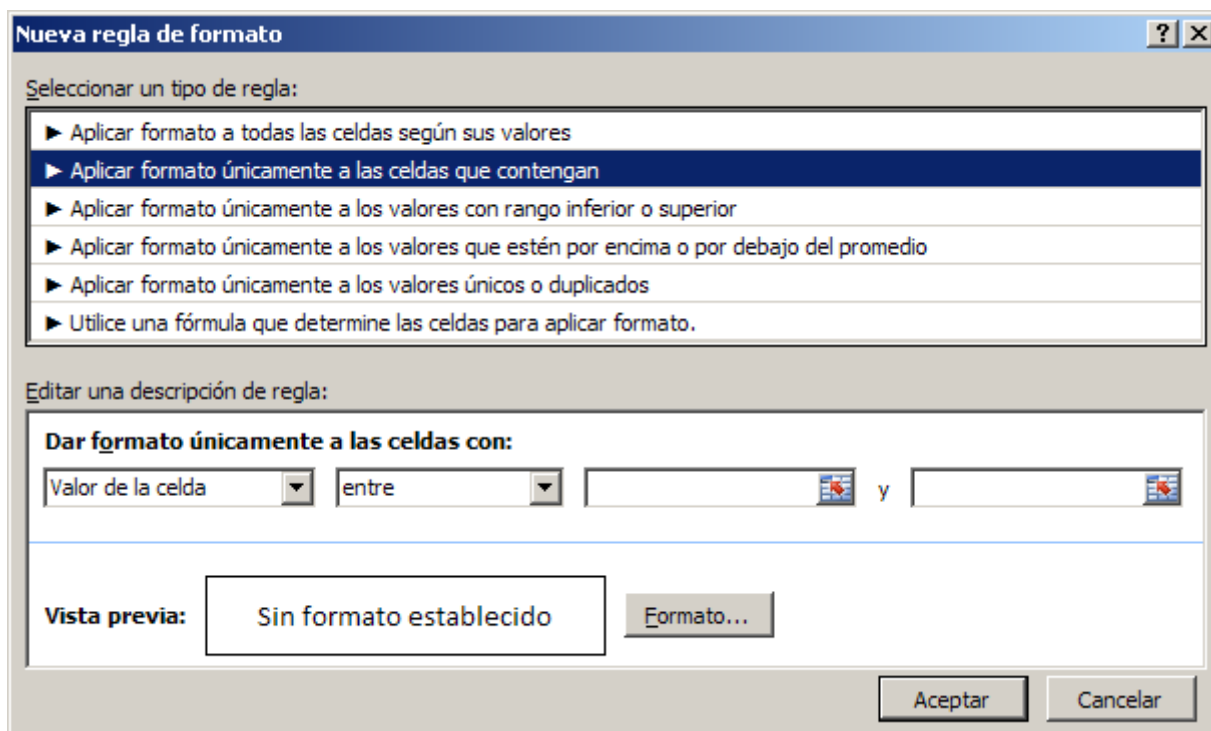 Nueva regla de formato
Seleccionar un tipo de regla:
► Aplicar formato a todas las celdas según sus valores
► Aplicar formato únicamente a las celdas que contengan
► Aplicar formato únicamente a los valores con rango inferior o superior
► Aplicar formato únicamente a los valores que estén por encima o por debajo del promedio
► Aplicar formato únicamente a los valores únicos o duplicados
► Utilice una fórmula que determine las celdas para aplicar formato.
Editar una descripción de regla:
Dar formato únicamente a las celdas con:
Valor de la celda entre y
Vista previa: Sin formato establecido Formato...
Aceptar Cancelar